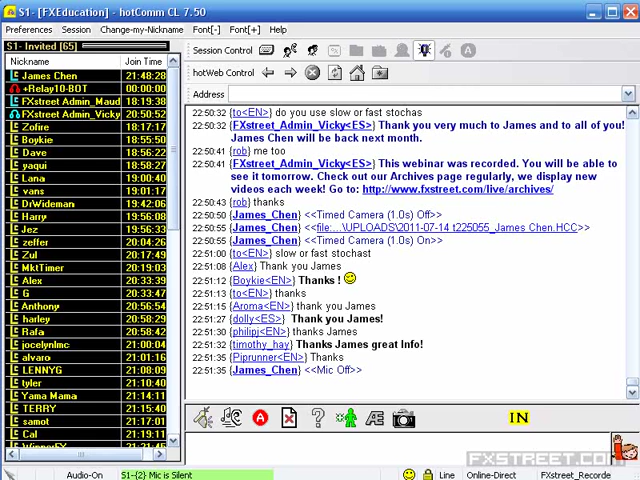 S1- [FXEducation] - hotComm CL 7.50
Preferences Session Change-my-Nickname Font[-] Font[+] Help
S1- Invited [65]
Nickname Join Time
James Chen 21:48:28
+Relay10-BOT 00:00:00
FXstreet Admin_Maud 18:19:38
FXstreet Admin_Vicky 20:50:52
Zofire 18:17:17
Boykie 18:55:50
Dave 18:56:22
yaqui 18:58:27
Lana 19:00:40
vans 19:01:17
DrWideman 19:42:06
Harry 19:56:08
Jez 19:56:33
zeffer 20:04:26
Zul 20:17:49
MktTimer 20:19:03
Alex 20:33:39
G 20:33:47
Anthony 20:56:54
harley 20:58:29
Rafa 20:58:42
jocelynlmc 21:00:04
alvaro 21:01:16
LENNYG 21:08:09
tyler 21:10:40
Yama Mama 21:14:11
TERRY 21:15:40
samot 21:17:01
Cal 21:19:11
Session Control
hotWeb Control
Address
22:50:32 {to<EN>} do you use slow or fast stochas
22:50:32 {FXstreet_Admin_Vicky<ES>} Thank you very much to James and to all of you!
James Chen will be back next month.
22:50:41 {rob} me too
22:50:41 {FXstreet_Admin_Vicky<ES>} This webinar was recorded. You will be able to
see it tomorrow. Check out our Archives page regularly, we display new
videos each week! Go to: http://www.fxstreet.com/live/archives/
22:50:43 {rob} thanks
22:50:50 {James_Chen} <<Timed Camera (1.0s) Off>>
22:50:55 {James_Chen} <<file:...\UPLOADS\2011-07-14 t225055_James Chen.HCC>>
22:50:55 {James_Chen} <<Timed Camera (1.0s) On>>
22:51:00 {to<EN>} slow or fast stochast
22:51:08 {Alex} Thank you James
22:51:12 {Boykie<EN>} Thanks !
22:51:13 {to<EN>} thanks
22:51:15 {Aroma<EN>} thank you James
22:51:27 {dolly<ES>} Thank you James!
22:51:30 {philipj<EN>} thanks James
22:51:32 {timothy_hay} Thanks James great Info!
22:51:35 {Piprunner<EN>} Thanks
22:51:35 {James_Chen} <<Mic Off>>
IN
FXSTREET.COM
Audio-On S1-{2} Mic is Silent Line Online-Direct FXstreet_Recorde